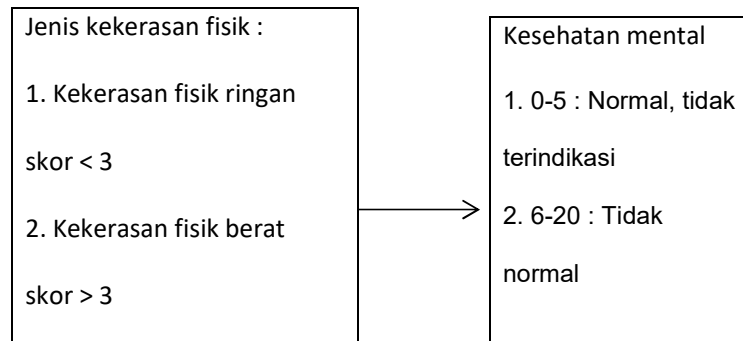 Jenis kekerasan fisik :
1. Kekerasan fisik ringan
skor < 3
2. Kekerasan fisik berat
skor > 3
Kesehatan mental
1. 0-5 : Normal, tidak
terindikasi
2. 6-20 : Tidak
normal